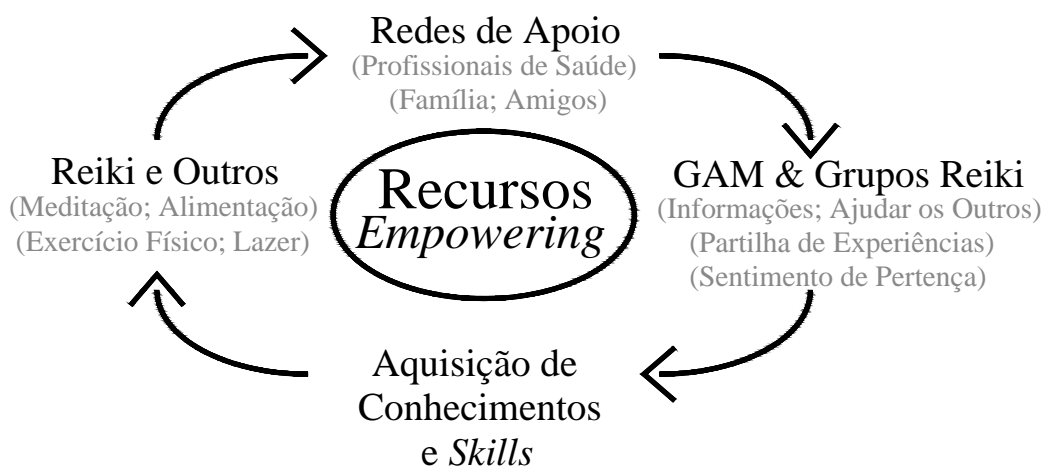 Redes de Apoio
(Profissionais de Saúde)
(Família; Amigos)
Reiki e Outros
(Meditação; Alimentação)
(Exercício Físico; Lazer)
Recursos
Empowering
GAM & Grupos Reiki
(Informações; Ajudar os Outros)
(Partilha de Experiências)
(Sentimento de Pertença)
Aquisição de
Conhecimentos
e Skills